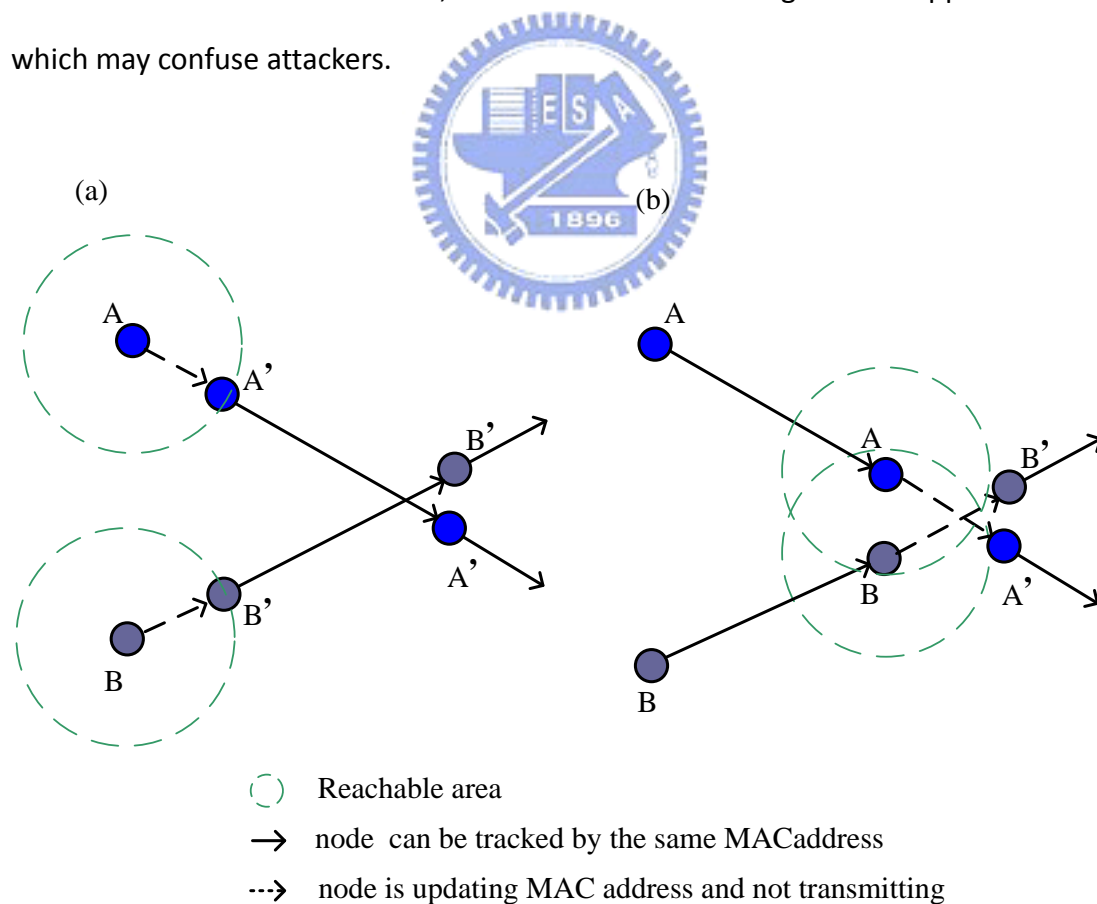 which may confuse attackers.
E S A
1896
(a)
(b)
A
A’
B’
A’
B’
B
A
A
B’
B
A’
B
Reachable area
node can be tracked by the same MACaddress
node is updating MAC address and not transmitting